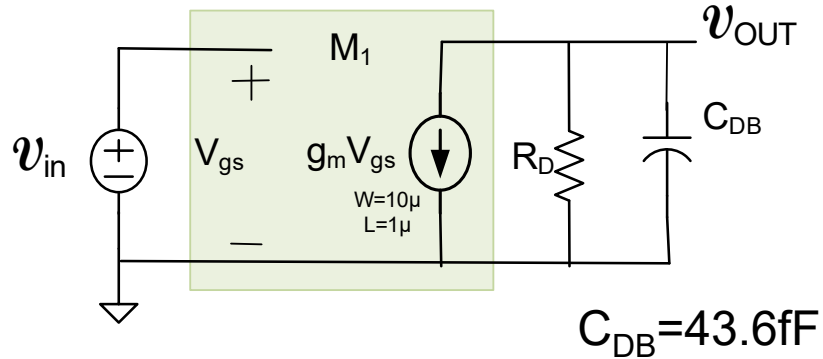 M₁
𝒗OUT
+
CDB
+
𝒗in
Vgs
gmVgs
RD
W=10µ
L=1µ
CDB=43.6fF